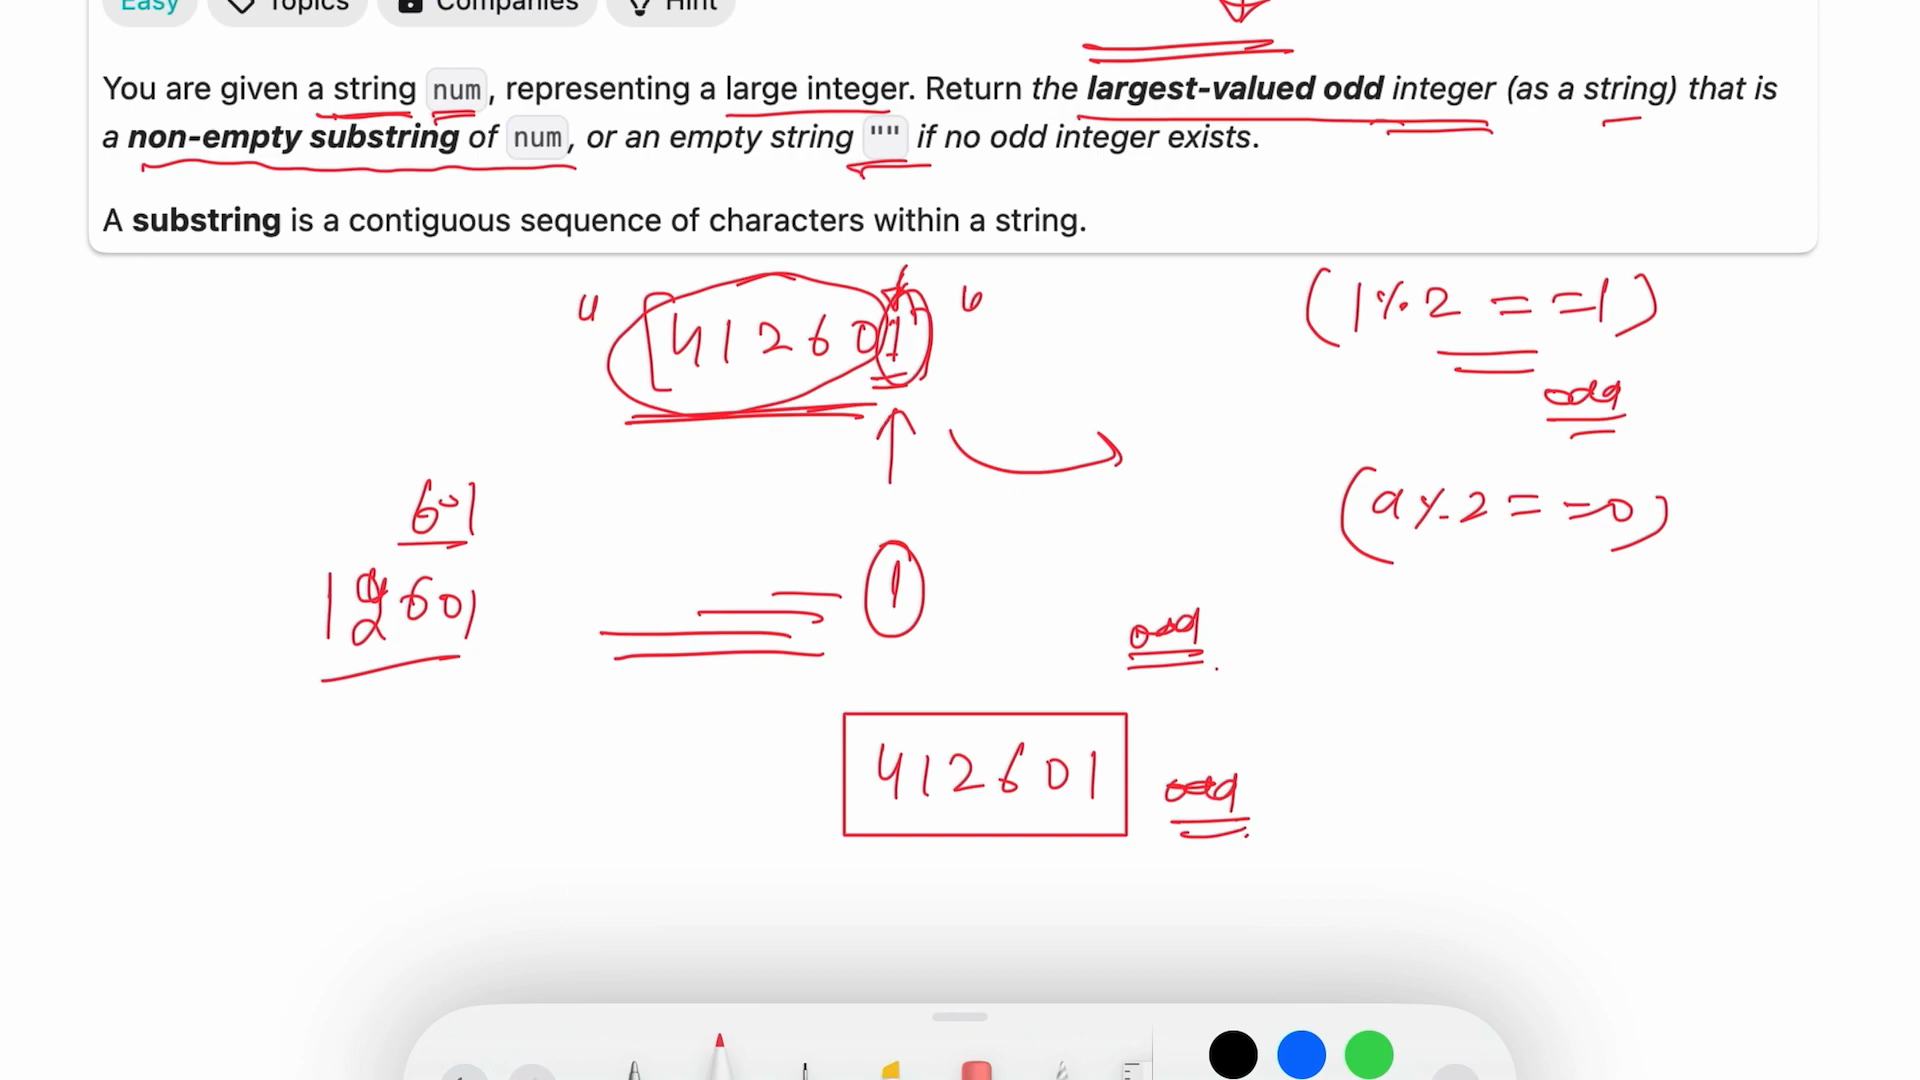 Easy Topics Companies Hint
You are given a string num, representing a large integer. Return the largest-valued odd integer (as a string) that is
a non-empty substring of num, or an empty string "" if no odd integer exists.
A substring is a contiguous sequence of characters within a string.
[412601]
(1%2==1)
odd
601
(a%2==0)
12601
1
odd
412601
odd